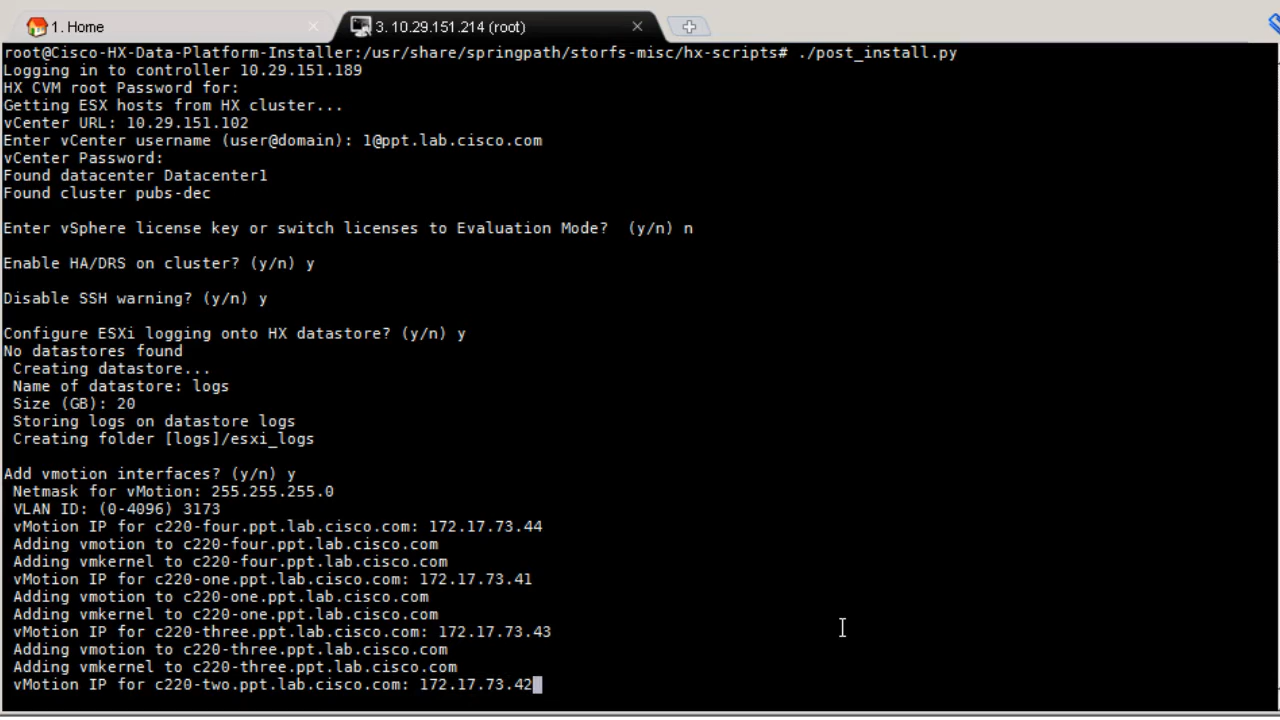 1. Home
3. 10.29.151.214 (root)
root@Cisco-HX-Data-Platform-Installer:/usr/share/springpath/storfs-misc/hx-scripts# ./post_install.py
Logging in to controller 10.29.151.189
HX CVM root Password for:
Getting ESX hosts from HX cluster...
vCenter URL: 10.29.151.102
Enter vCenter username (user@domain): 1@ppt.lab.cisco.com
vCenter Password:
Found datacenter Datacenter1
Found cluster pubs-dec
Enter vSphere license key or switch licenses to Evaluation Mode?  (y/n) n
Enable HA/DRS on cluster? (y/n) y
Disable SSH warning? (y/n) y
Configure ESXi logging onto HX datastore? (y/n) y
No datastores found
Creating datastore...
Name of datastore: logs
Size (GB): 20
Storing logs on datastore logs
Creating folder [logs]/esxi_logs
Add vmotion interfaces? (y/n) y
Netmask for vMotion: 255.255.255.0
VLAN ID: (0-4096) 3173
vMotion IP for c220-four.ppt.lab.cisco.com: 172.17.73.44
Adding vmotion to c220-four.ppt.lab.cisco.com
Adding vmkernel to c220-four.ppt.lab.cisco.com
vMotion IP for c220-one.ppt.lab.cisco.com: 172.17.73.41
Adding vmotion to c220-one.ppt.lab.cisco.com
Adding vmkernel to c220-one.ppt.lab.cisco.com
vMotion IP for c220-three.ppt.lab.cisco.com: 172.17.73.43
Adding vmotion to c220-three.ppt.lab.cisco.com
Adding vmkernel to c220-three.ppt.lab.cisco.com
vMotion IP for c220-two.ppt.lab.cisco.com: 172.17.73.42